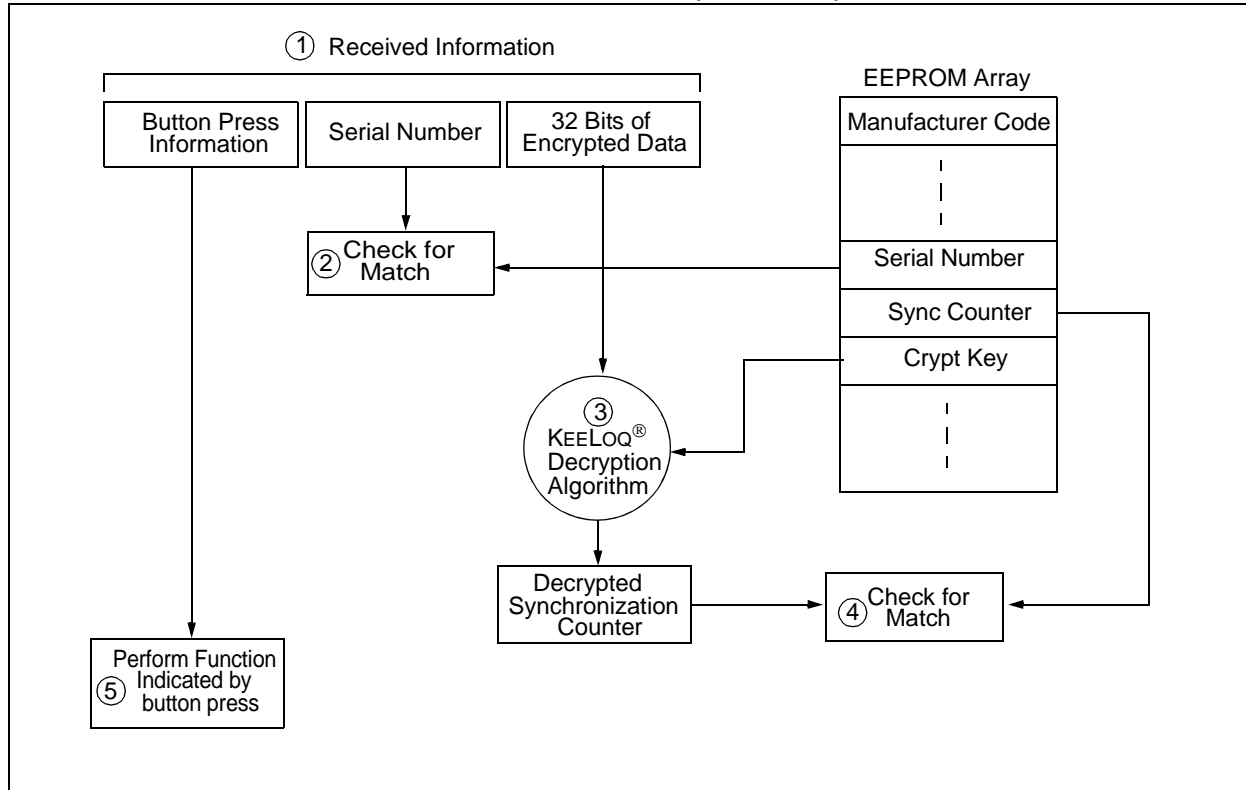 ① Received Information
Button Press
Information
Serial Number
32 Bits of
Encrypted Data
EEPROM Array
Manufacturer Code
Serial Number
Sync Counter
Crypt Key
② Check for
Match
③
KEELOQ®
Decryption
Algorithm
Decrypted
Synchronization
Counter
④ Check for
Match
Perform Function
⑤ Indicated by
button press